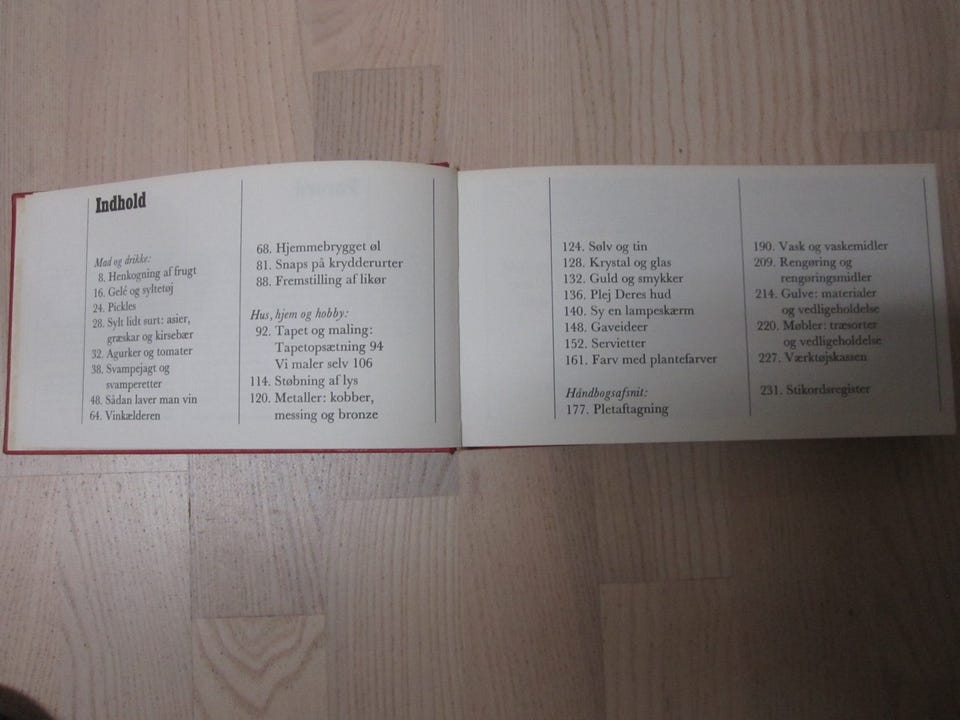 Indhold
Mad og drikke:
8. Henkogning af frugt
16. Gelé og syltetøj
24. Pickles
28. Sylt lidt surt: asier,
græskar og kirsebær
32. Agurker og tomater
38. Svampejagt og
svamperetter
48. Sådan laver man vin
64. Vinkælderen
68. Hjemmebrygget øl
81. Snaps på krydderurter
88. Fremstilling af likør
Hus, hjem og hobby:
92. Tapet og maling:
Tapetopsætning 94
Vi maler selv 106
114. Støbning af lys
120. Metaller: kobber,
messing og bronze
124. Sølv og tin
128. Krystal og glas
132. Guld og smykker
136. Plej Deres hud
140. Sy en lampeskærm
148. Gaveideer
152. Servietter
161. Farv med plantefarver
Håndbogsafsnit:
177. Pletaftagning
190. Vask og vaskemidler
209. Rengøring og
rengøringsmidler
214. Gulve: materialer
og vedligeholdelse
220. Møbler: træsorter
og vedligeholdelse
227. Værktøjskassen
231. Stikordsregister